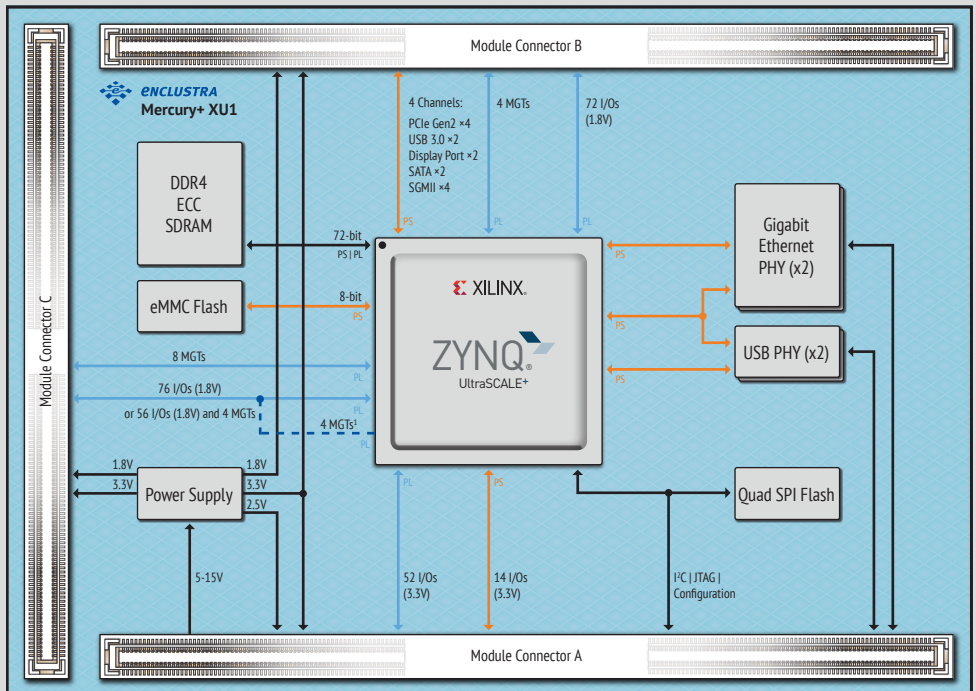 Module Connector B
enclustra
Mercury+ XU1
4 Channels:
PCIe Gen2 ×4
USB 3.0 ×2
Display Port ×2
SATA ×2
SGMII ×4
4 MGTs
72 I/Os
(1.8V)
PS
PL
PL
DDR4
ECC
SDRAM
72-bit
PS | PL
eMMC Flash
8-bit
PS
XILINX®
ZYNQ®
UltraSCALE+
PS
Gigabit
Ethernet
PHY (x2)
PS
USB PHY (x2)
PS
Module Connector C
8 MGTs
PL
76 I/Os (1.8V)
or 56 I/Os (1.8V) and 4 MGTs
PL
4 MGTs¹
PL
1.8V
3.3V
Power Supply
1.8V
3.3V
2.5V
5-15V
PL
52 I/Os
(3.3V)
PS
14 I/Os
(3.3V)
Quad SPI Flash
I²C | JTAG |
Configuration
Module Connector A